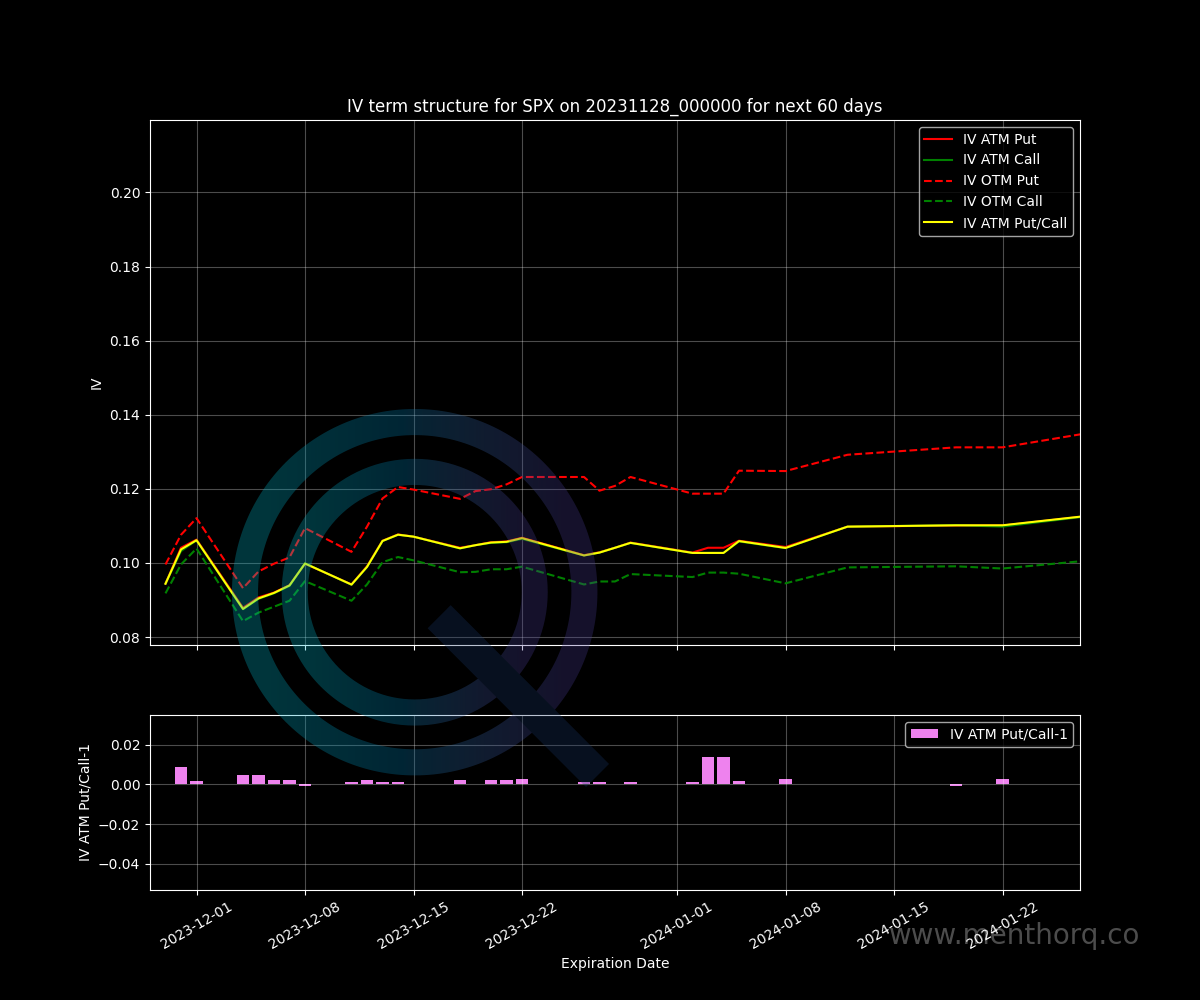 IV term structure for SPX on 20231128_000000 for next 60 days
IV ATM Put
IV ATM Call
IV OTM Put
IV OTM Call
IV ATM Put/Call
0.20
0.18
0.16
0.14
0.12
0.10
0.08
IV
IV ATM Put/Call-1
0.02
0.00
−0.02
−0.04
IV ATM Put/Call-1
2023-12-01
2023-12-08
2023-12-15
2023-12-22
2024-01-01
2024-01-08
2024-01-15
2024-01-22
www.menthorq.co
Expiration Date